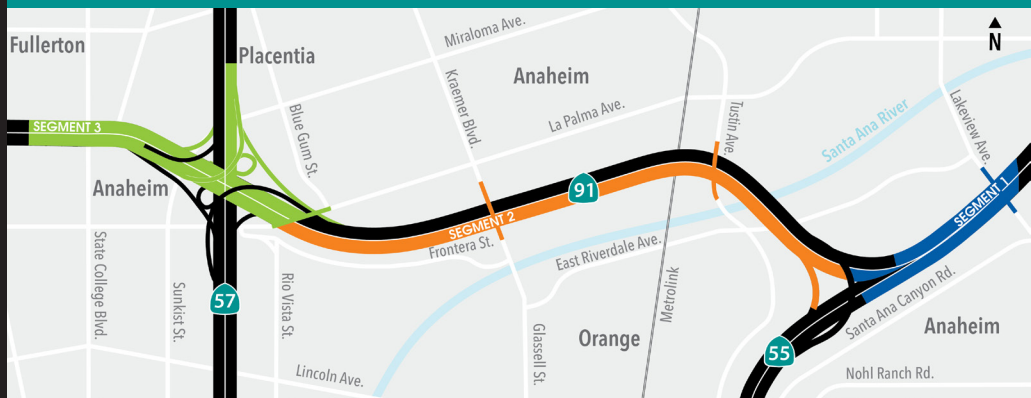 Fullerton
Placentia
N
Miraloma Ave.
Anaheim
Kraemer Blvd.
La Palma Ave.
Tustin Ave.
Lakeview Ave.
Santa Ana River
Blue Gum St.
SEGMENT 3
Anaheim
91
SEGMENT 1
SEGMENT 2
Frontera St.
East Riverdale Ave.
State College Blvd.
Sunkist St.
57
Rio Vista St.
Metrolink
Santa Ana Canyon Rd.
Glassell St.
Orange
Anaheim
55
Lincoln Ave.
Nohl Ranch Rd.